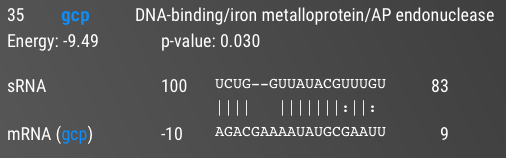 35 gcp DNA-binding/iron metalloprotein/AP endonuclease
Energy: -9.49 p-value: 0.030
sRNA 100 UCUG--GUUAUACGUUUGU 83
|||| |||||||:||:
mRNA (gcp) -10 AGACGAAAAUAUGCGAAUU 9